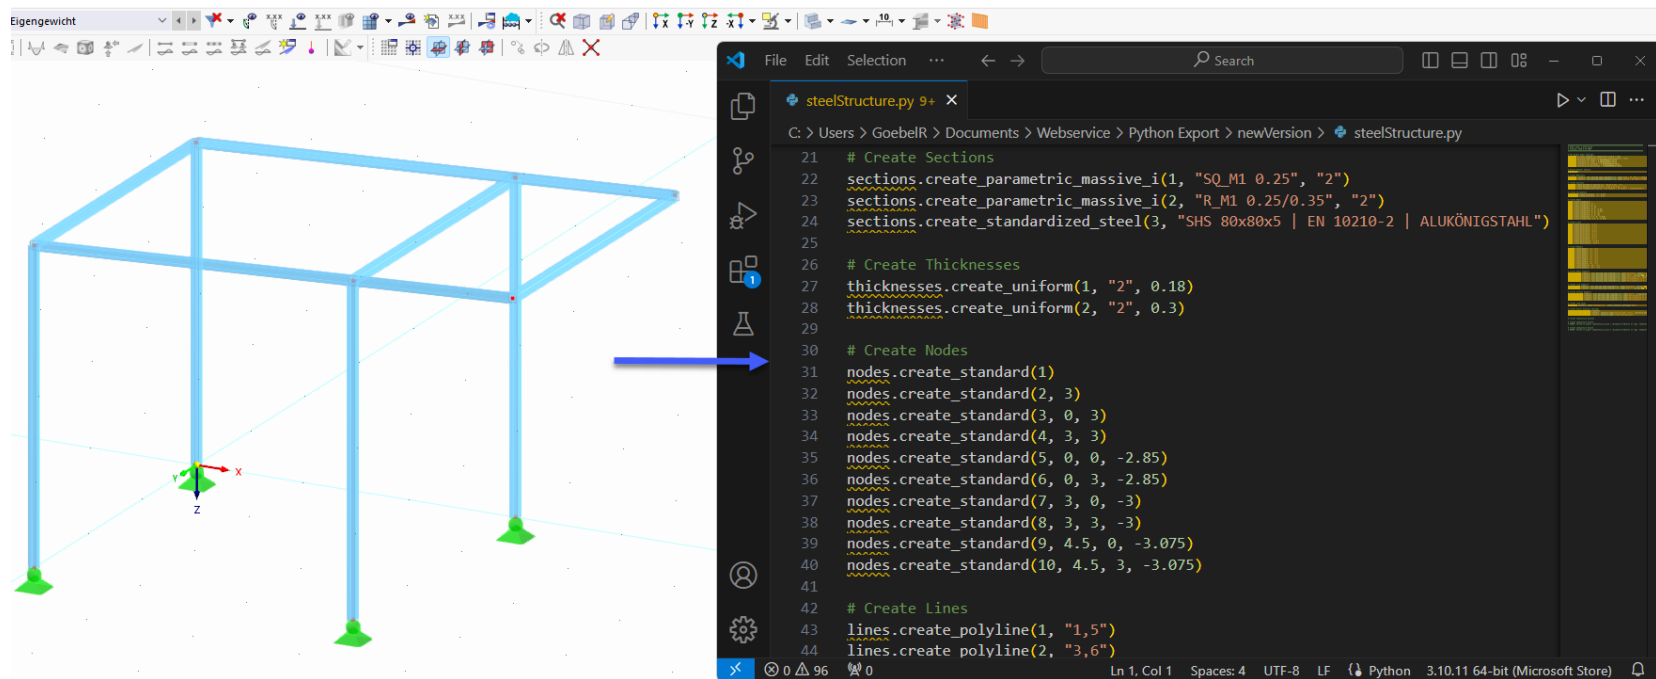 Eigengewicht
x.xx
x.xx
x.xx
X
-Y
Z
-X
10
X
Y
Z
File Edit Selection ··· Search
steelStructure.py 9+
C: > Users > GoebelR > Documents > Webservice > Python Export > newVersion > steelStructure.py
21 # Create Sections
22 sections.create_parametric_massive_i(1, "SQ_M1 0.25", "2")
23 sections.create_parametric_massive_i(2, "R_M1 0.25/0.35", "2")
24 sections.create_standardized_steel(3, "SHS 80x80x5 | EN 10210-2 | ALUKÖNIGSTAHL")
25
26 # Create Thicknesses
27 thicknesses.create_uniform(1, "2", 0.18)
28 thicknesses.create_uniform(2, "2", 0.3)
29
30 # Create Nodes
31 nodes.create_standard(1)
32 nodes.create_standard(2, 3)
33 nodes.create_standard(3, 0, 3)
34 nodes.create_standard(4, 3, 3)
35 nodes.create_standard(5, 0, 0, -2.85)
36 nodes.create_standard(6, 0, 3, -2.85)
37 nodes.create_standard(7, 3, 0, -3)
38 nodes.create_standard(8, 3, 3, -3)
39 nodes.create_standard(9, 4.5, 0, -3.075)
40 nodes.create_standard(10, 4.5, 3, -3.075)
41
42 # Create Lines
43 lines.create_polyline(1, "1,5")
44 lines.create_polyline(2, "3,6")
1
0 96 0 Ln 1, Col 1 Spaces: 4 UTF-8 LF Python 3.10.11 64-bit (Microsoft Store)